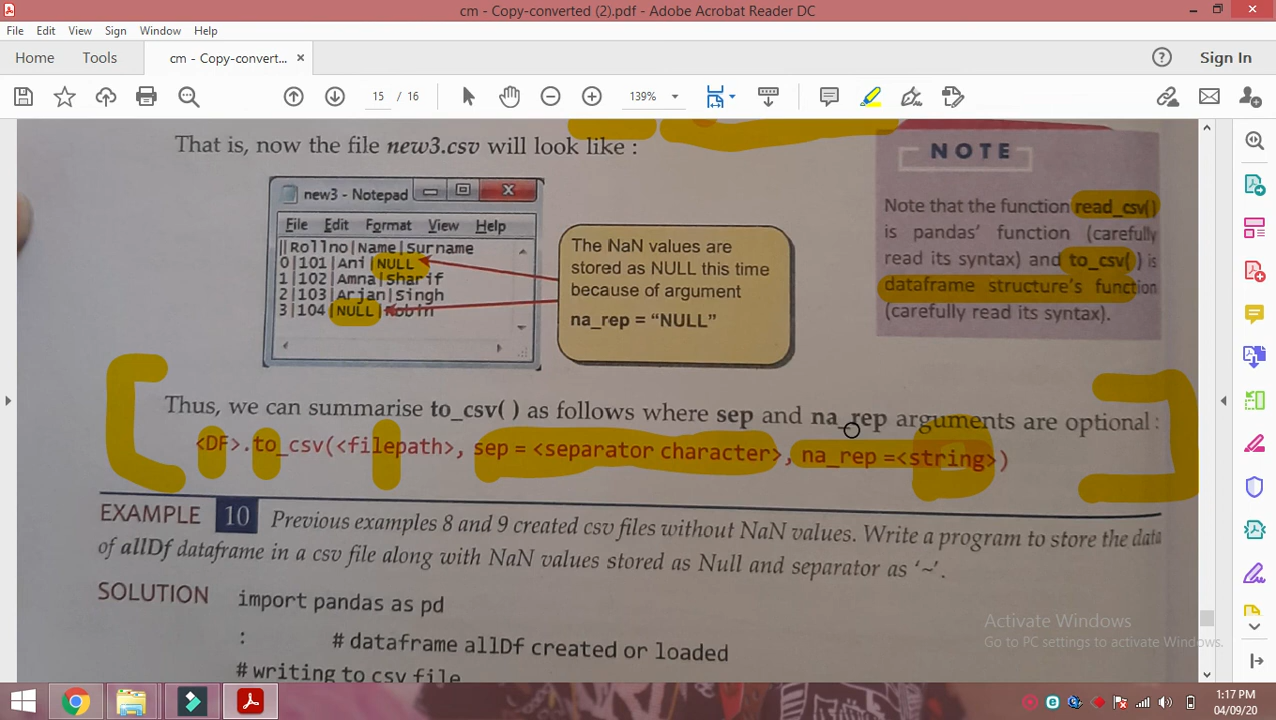 cm - Copy-converted (2).pdf - Adobe Acrobat Reader DC
File Edit View Sign Window Help
Home Tools cm - Copy-convert... × Sign In
15 / 16 139%
That is, now the file new3.csv will look like :
new3 - Notepad
File Edit Format View Help
||Rollno|Name|Surname
0|101|Ani|NULL
1|102|Amna|Sharif
2|103|Arjan|Singh
3|104|NULL|
The NaN values are
stored as NULL this time
because of argument
na_rep = “NULL”
NOTE
Note that the function read_csv()
is pandas' function (carefully
read its syntax) and to_csv() is
dataframe structure's function
(carefully read its syntax).
Thus, we can summarise to_csv( ) as follows where sep and na_rep arguments are optional :
<DF>.to_csv(<filepath>, sep = <separator character>, na_rep =<string>)
EXAMPLE 10 Previous examples 8 and 9 created csv files without NaN values. Write a program to store the data
of allDf dataframe in a csv file along with NaN values stored as Null and separator as '~'.
SOLUTION import pandas as pd
: # dataframe allDf created or loaded
# writing to csv file
Activate Windows
Go to PC settings to activate Windows.
1:17 PM
04/09/20